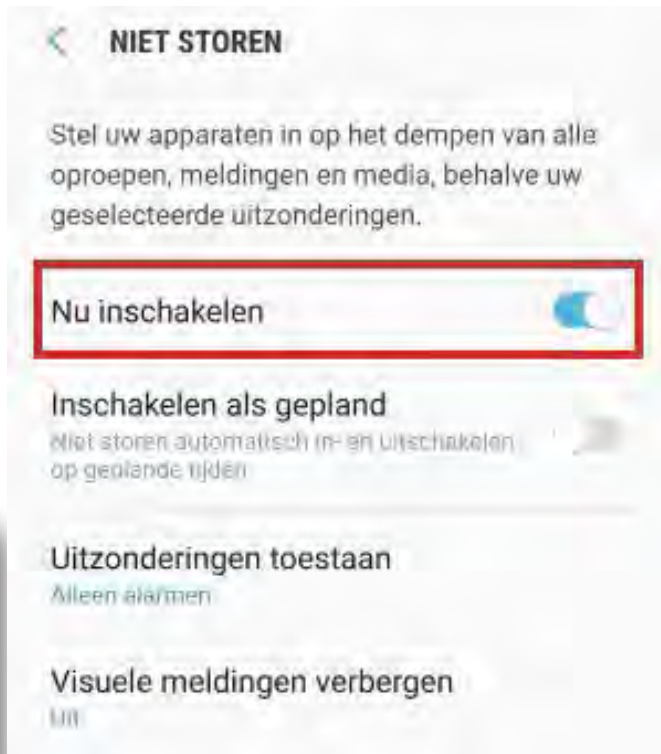 NIET STOREN
Stel uw apparaten in op het dempen van alle
oproepen, meldingen en media, behalve uw
geselecteerde uitzonderingen.
Nu inschakelen
Inschakelen als gepland
Niet storen automatisch in- en uitschakelen
op geplande tijden
Uitzonderingen toestaan
Alleen alarmen
Visuele meldingen verbergen
Uit